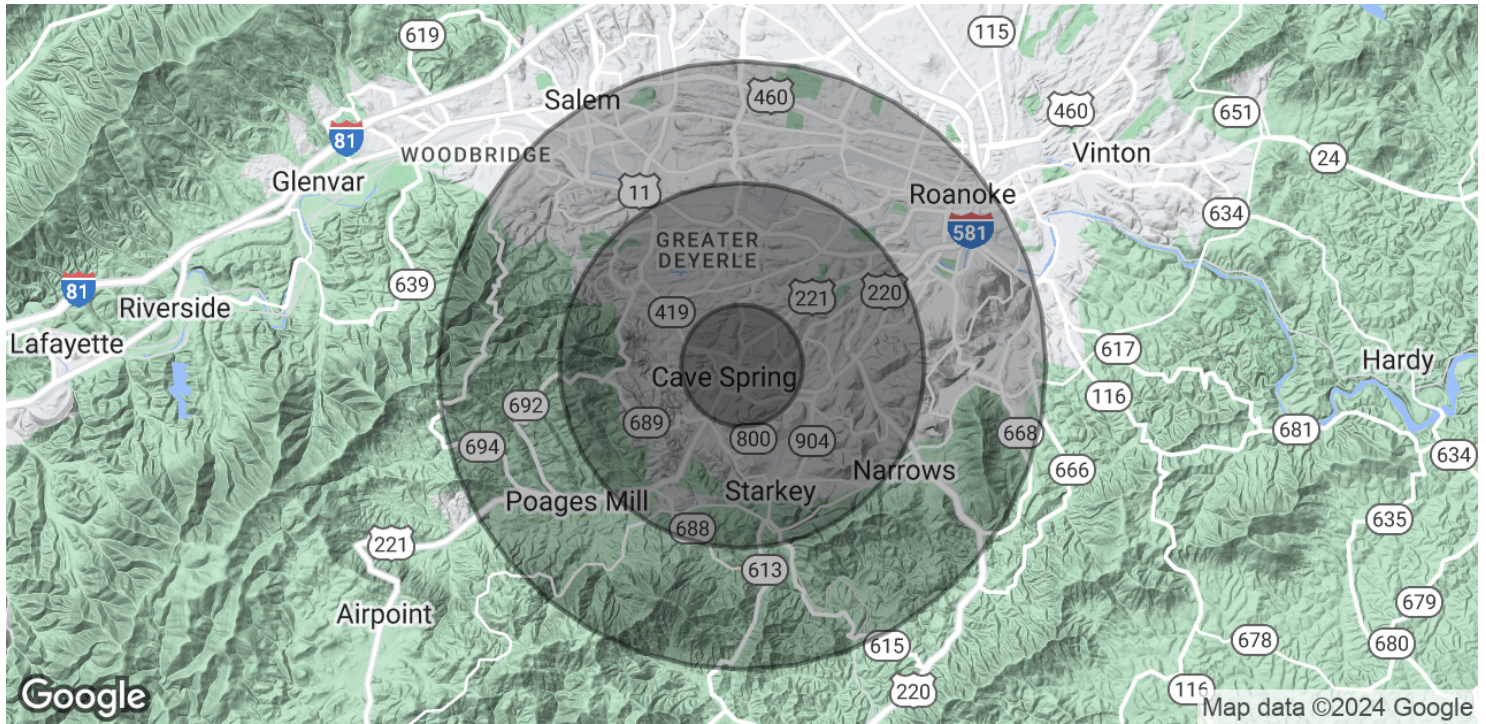 619
115
Salem
460
460
651
81
WOODBRIDGE
Vinton
24
Glenvar
11
Roanoke
634
GREATER
DEYERLE
581
639
81
221
220
Riverside
419
Lafayette
617
Hardy
Cave Spring
116
692
689
800
904
668
681
694
666
634
Narrows
Starkey
Poages Mill
688
635
221
613
Airpoint
679
615
678
680
220
116
Google
Map data ©2024 Google